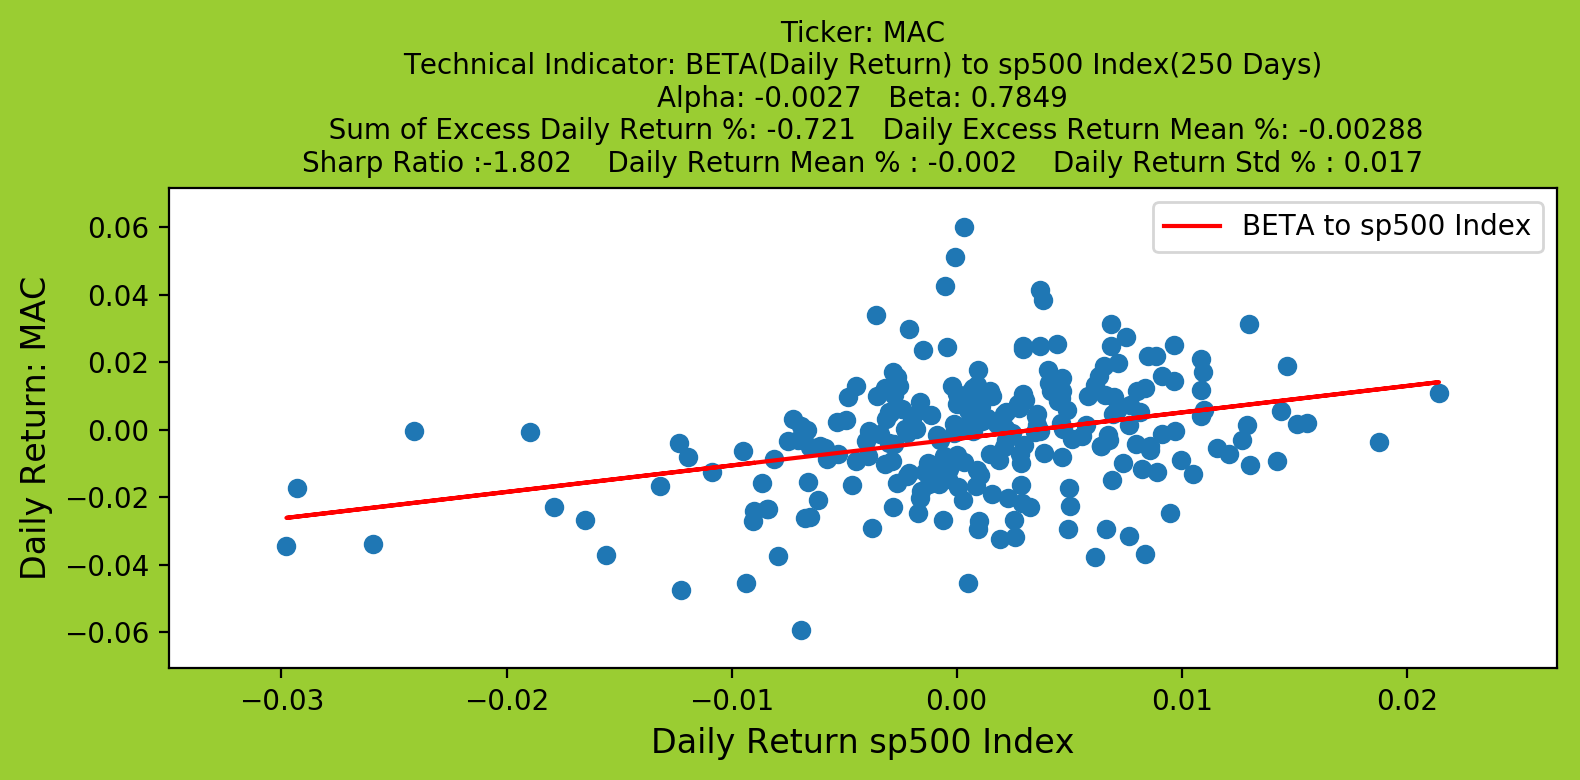 Ticker: MAC
Technical Indicator: BETA(Daily Return) to sp500 Index(250 Days)
Alpha: -0.0027 Beta: 0.7849
Sum of Excess Daily Return %: -0.721 Daily Excess Return Mean %: -0.00288
Sharp Ratio :-1.802 Daily Return Mean % : -0.002 Daily Return Std % : 0.017
BETA to sp500 Index
Daily Return: MAC
0.06
0.04
0.02
0.00
−0.02
−0.04
−0.06
−0.03 −0.02 −0.01 0.00 0.01 0.02
Daily Return sp500 Index